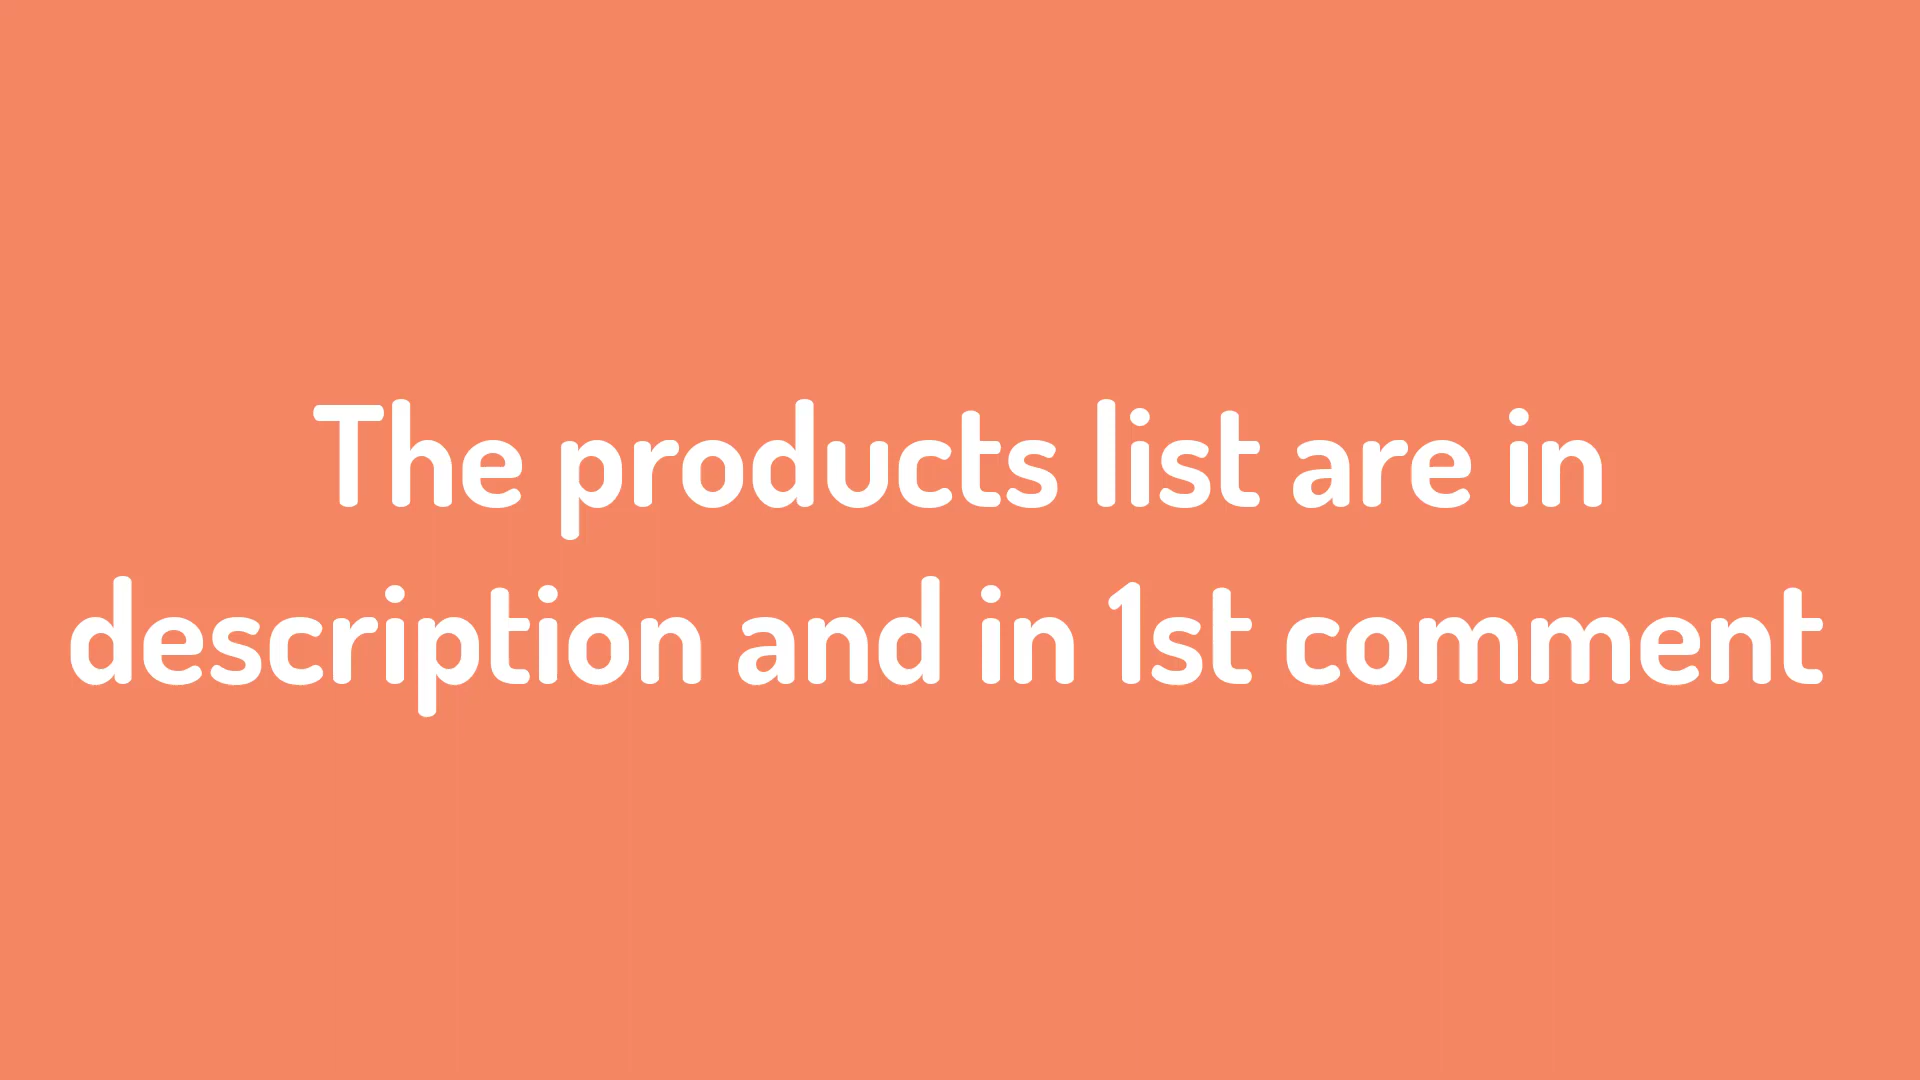 The products list are in
description and in 1st comment